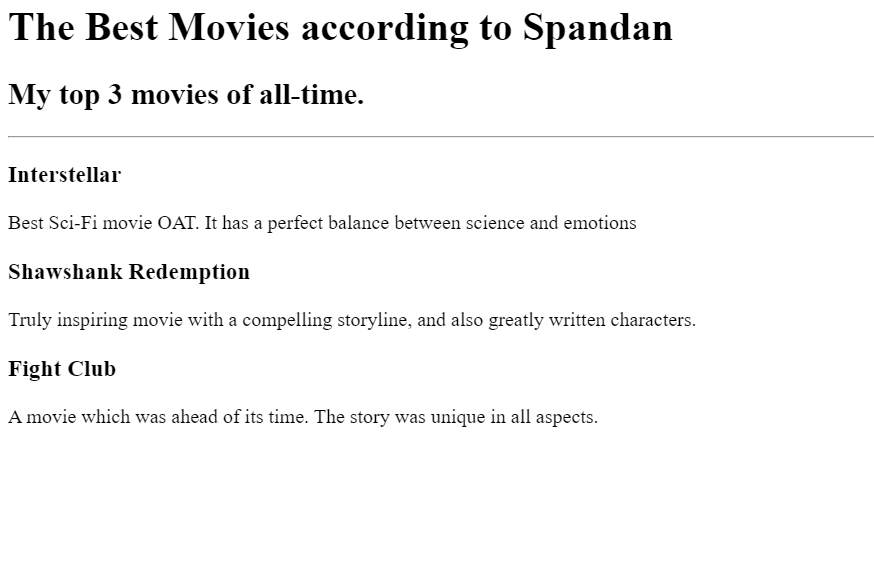 The Best Movies according to Spandan
My top 3 movies of all-time.
Interstellar
Best Sci-Fi movie OAT. It has a perfect balance between science and emotions
Shawshank Redemption
Truly inspiring movie with a compelling storyline, and also greatly written characters.
Fight Club
A movie which was ahead of its time. The story was unique in all aspects.